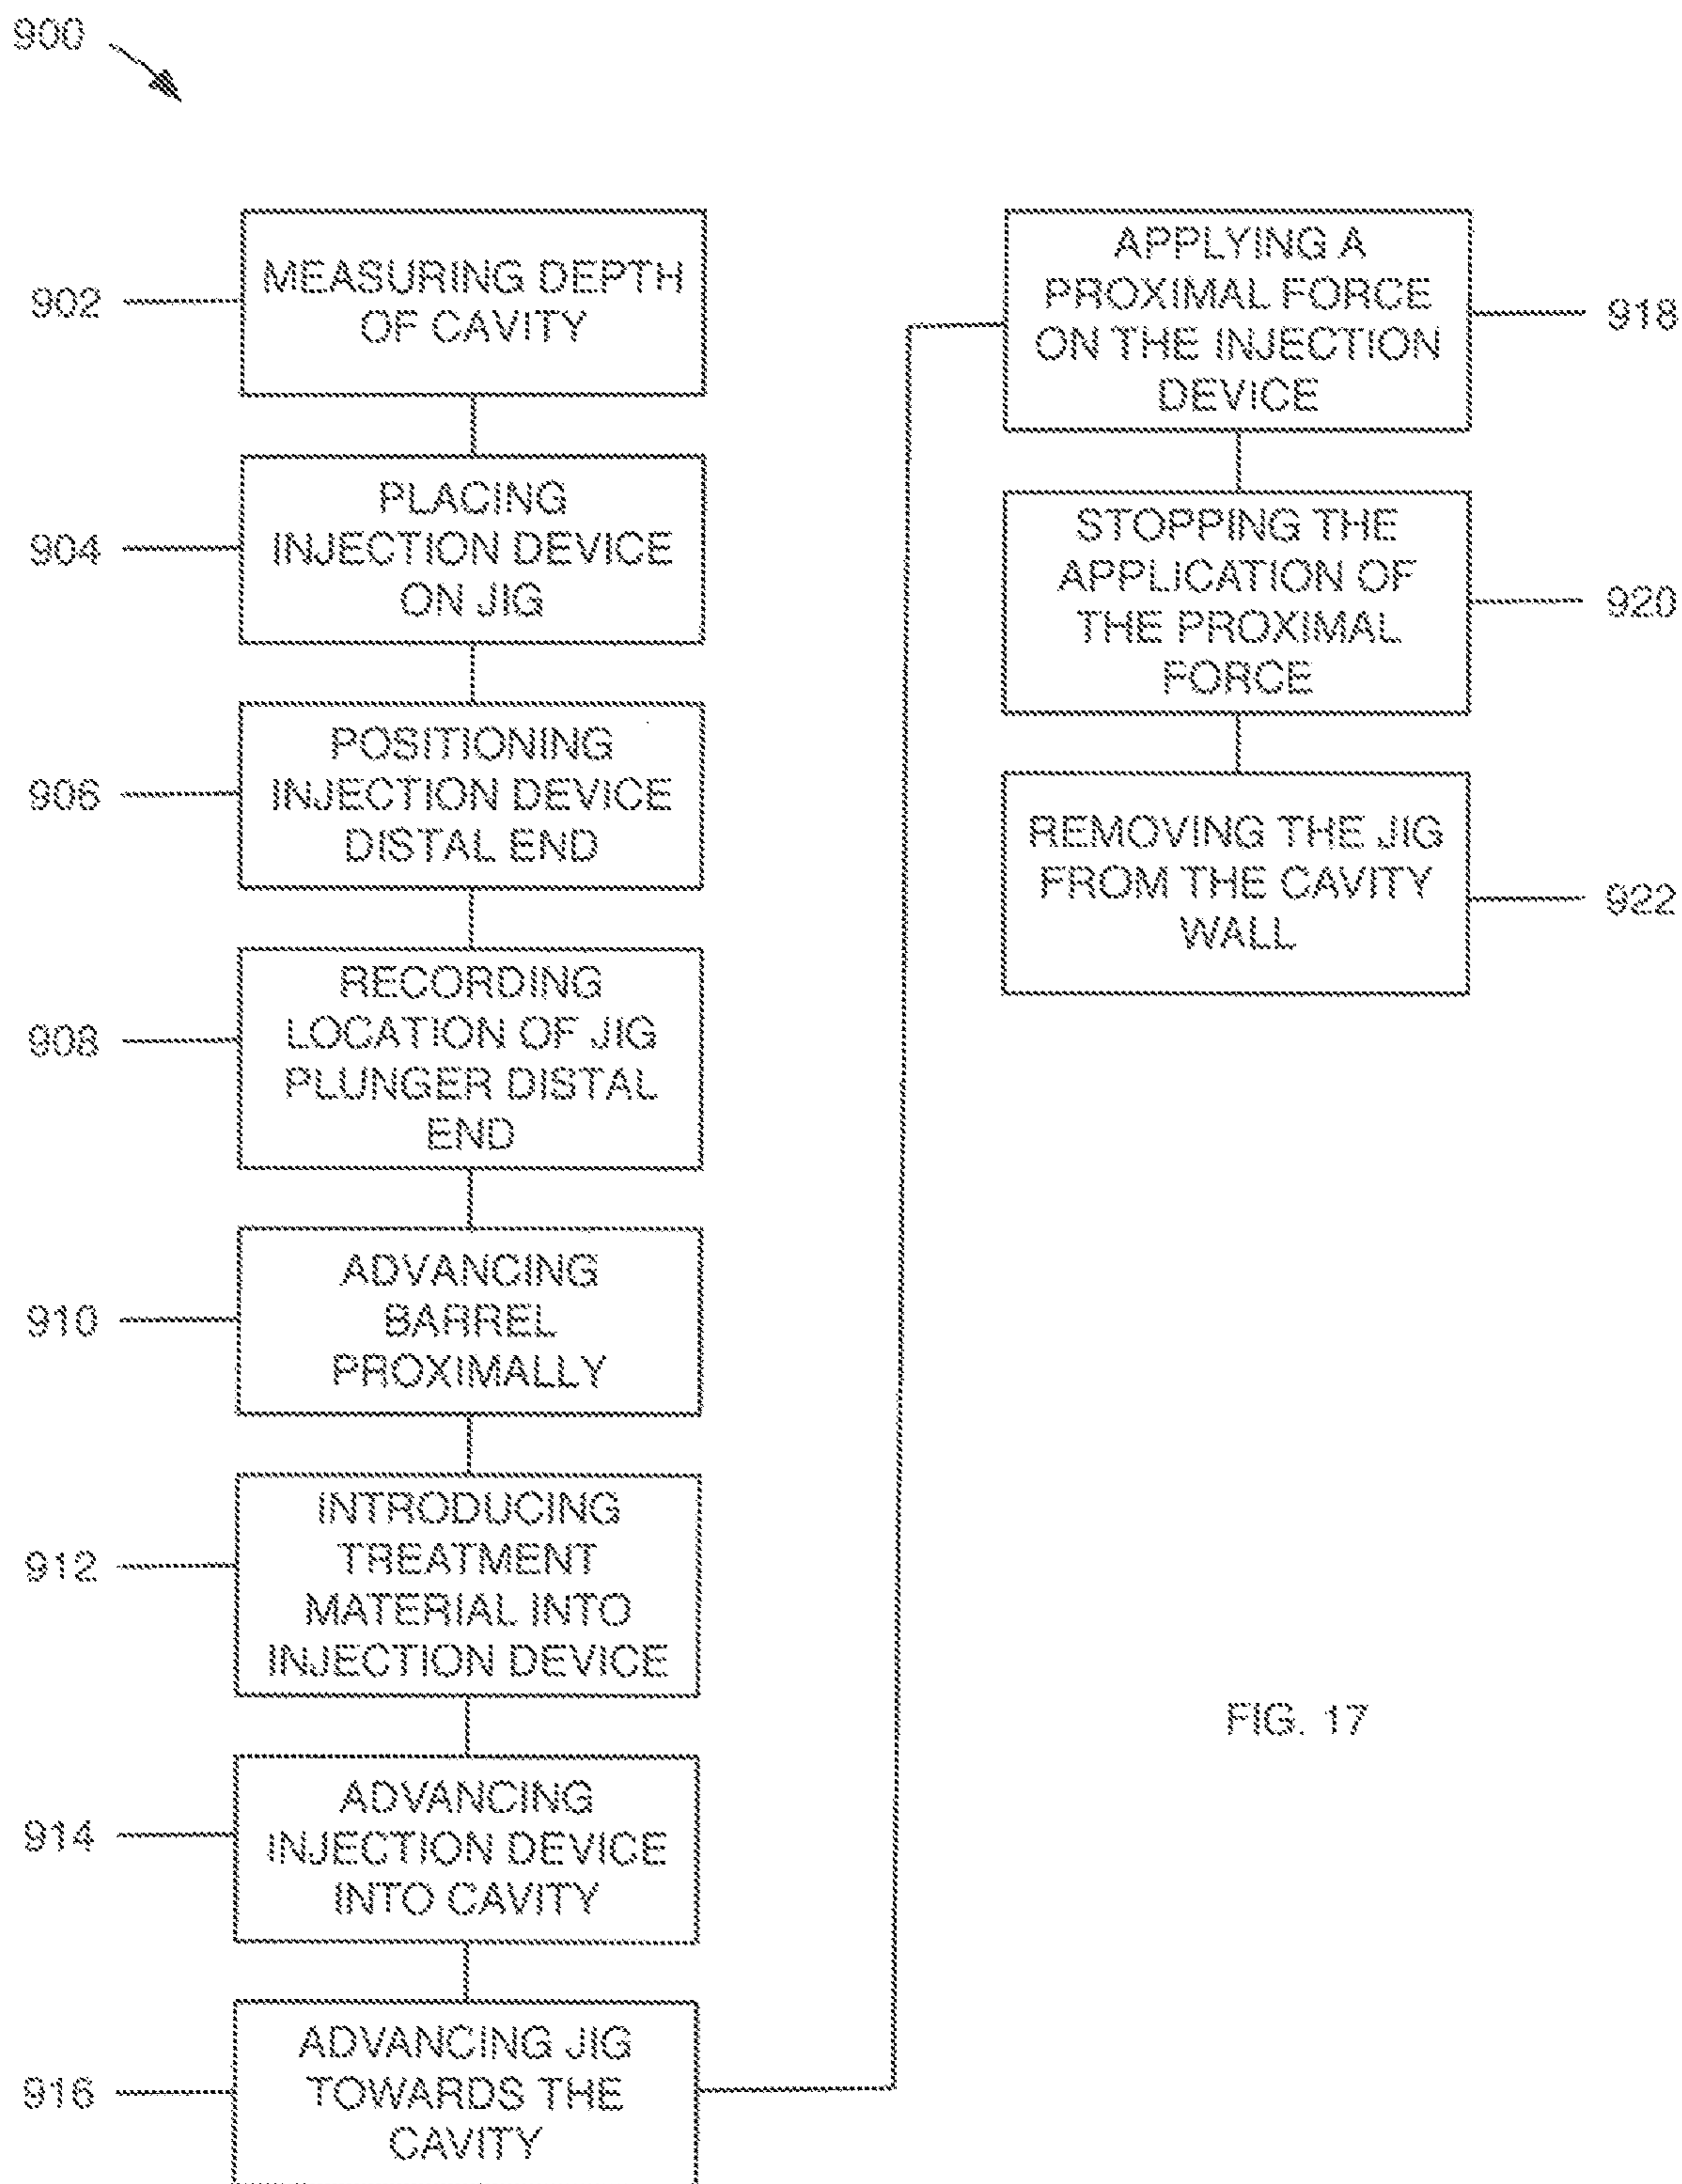 900
902
MEASURING DEPTH
OF CAVITY
904
PLACING
INJECTION DEVICE
ON JIG
906
POSITIONING
INJECTION DEVICE
DISTAL END
908
RECORDING
LOCATION OF JIG
PLUNGER DISTAL
END
910
ADVANCING
BARREL
PROXIMALLY
912
INTRODUCING
TREATMENT
MATERIAL INTO
INJECTION DEVICE
914
ADVANCING
INJECTION DEVICE
INTO CAVITY
916
ADVANCING JIG
TOWARDS THE
CAVITY
APPLYING A
PROXIMAL FORCE
ON THE INJECTION
DEVICE
918
STOPPING THE
APPLICATION OF
THE PROXIMAL
FORCE
920
REMOVING THE JIG
FROM THE CAVITY
WALL
922
FIG. 17